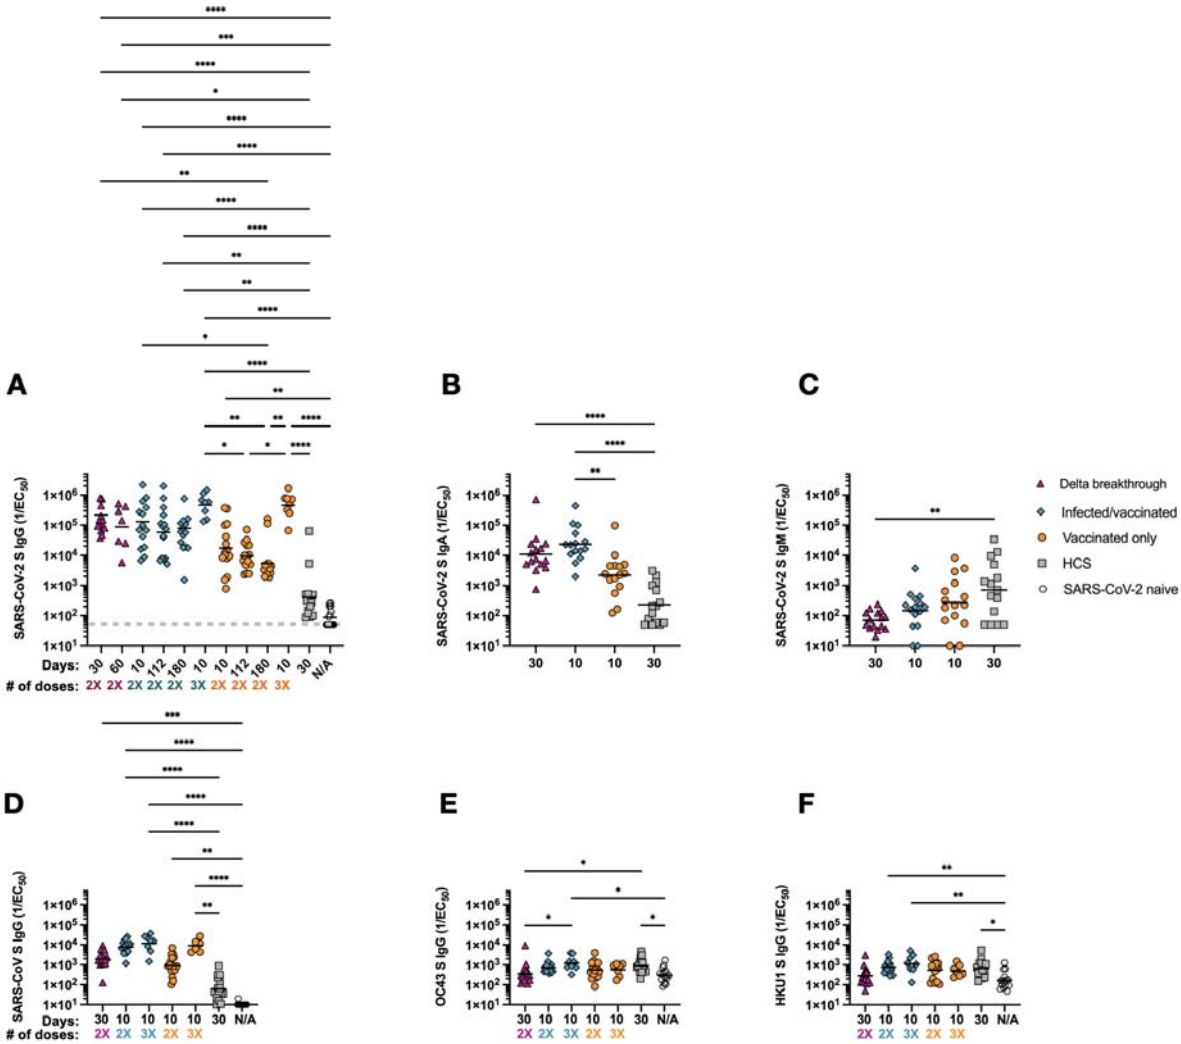 ****
***
****
*
****
****
**
****
****
**
**
****
*
****
**
** ** ****
* * ****
A
SARS-CoV-2 S IgG (1/EC50)
1×10^6
1×10^5
1×10^4
1×10^3
1×10^2
1×10^1
Days: 30 60 10 112 180 10 10 112 180 10 30 N/A
# of doses: 2X 2X 2X 2X 2X 3X 2X 2X 2X 3X
B
****
****
**
SARS-CoV-2 S IgA (1/EC50)
1×10^6
1×10^5
1×10^4
1×10^3
1×10^2
1×10^1
30 10 10 30
C
**
SARS-CoV-2 S IgM (1/EC50)
1×10^6
1×10^5
1×10^4
1×10^3
1×10^2
1×10^1
30 10 10 30
Delta breakthrough
Infected/vaccinated
Vaccinated only
HCS
SARS-CoV-2 naive
D
***
****
****
****
****
**
****
**
SARS-CoV S IgG (1/EC50)
1×10^6
1×10^5
1×10^4
1×10^3
1×10^2
1×10^1
Days: 30 10 10 10 10 30 N/A
# of doses: 2X 2X 3X 2X 3X
E
*
*
* *
OC43 S IgG (1/EC50)
1×10^6
1×10^5
1×10^4
1×10^3
1×10^2
1×10^1
30 10 10 10 10 30 N/A
2X 2X 3X 2X 3X
F
**
**
*
HKU1 S IgG (1/EC50)
1×10^6
1×10^5
1×10^4
1×10^3
1×10^2
1×10^1
30 10 10 10 10 30 N/A
2X 2X 3X 2X 3X